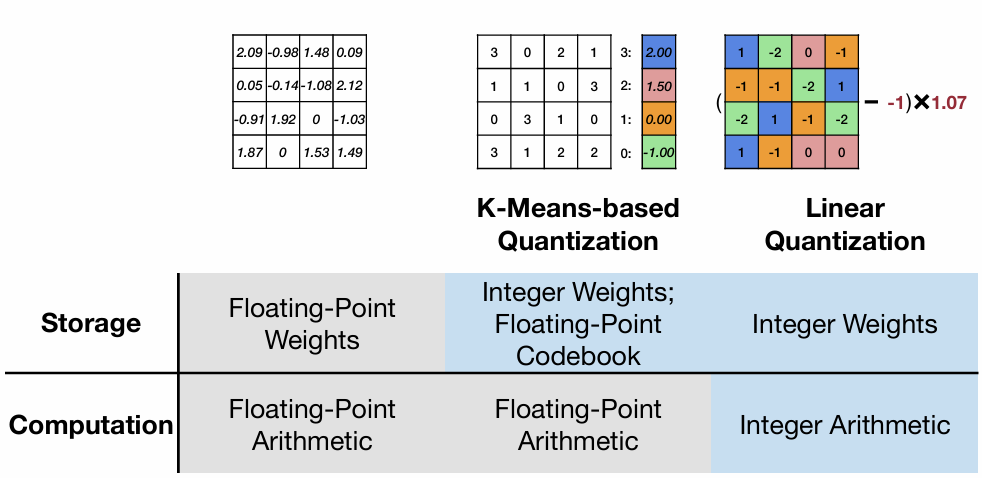 2.09 -0.98 1.48 0.09 3 0 2 1 3: 2.00 1 -2 0 -1
0.05 -0.14 -1.08 2.12 1 1 0 3 2: 1.50 -1 -1 -2 1
( − -1) ×1.07
-0.91 1.92 0 -1.03 0 3 1 0 1: 0.00 -2 1 -1 -2
1.87 0 1.53 1.49 3 1 2 2 0: -1.00 1 -1 0 0
K-Means-based
Quantization
Linear
Quantization
Storage
Floating-Point
Weights
Integer Weights;
Floating-Point
Codebook
Integer Weights
Computation
Floating-Point
Arithmetic
Floating-Point
Arithmetic
Integer Arithmetic